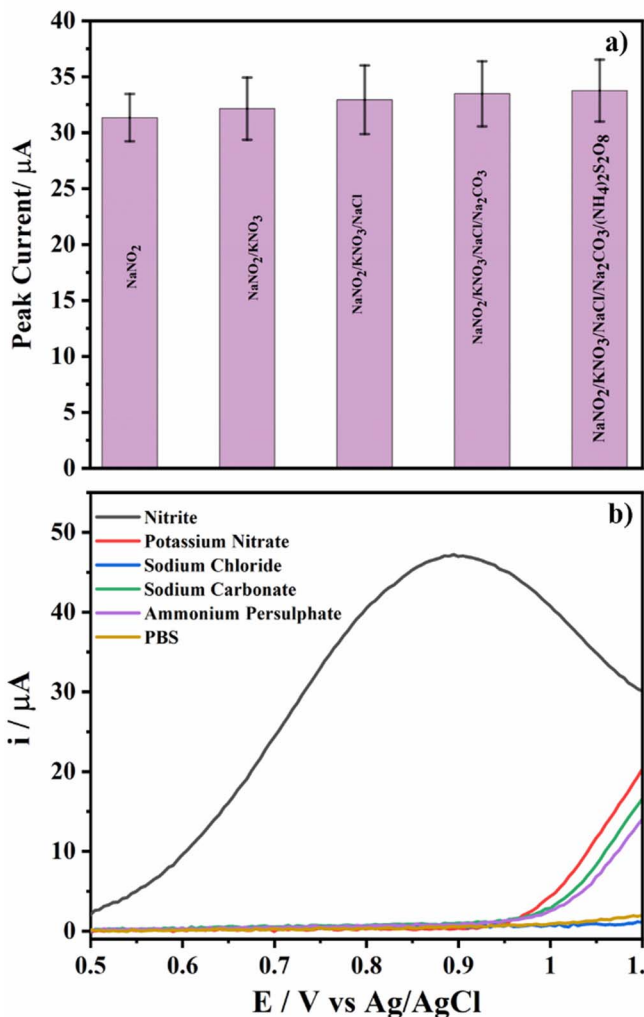 40
a)
35
30
25
20
15
10
5
0
Peak Current/ μA
NaNO2
NaNO2/KNO3
NaNO2/KNO3/NaCl
NaNO2/KNO3/NaCl/Na2CO3
NaNO2/KNO3/NaCl/Na2CO3/(NH4)2S2O8
b)
Nitrite
Potassium Nitrate
Sodium Chloride
Sodium Carbonate
Ammonium Persulphate
PBS
50
40
30
20
10
0
i / μA
0.5 0.6 0.7 0.8 0.9 1 1.
E / V vs Ag/AgCl